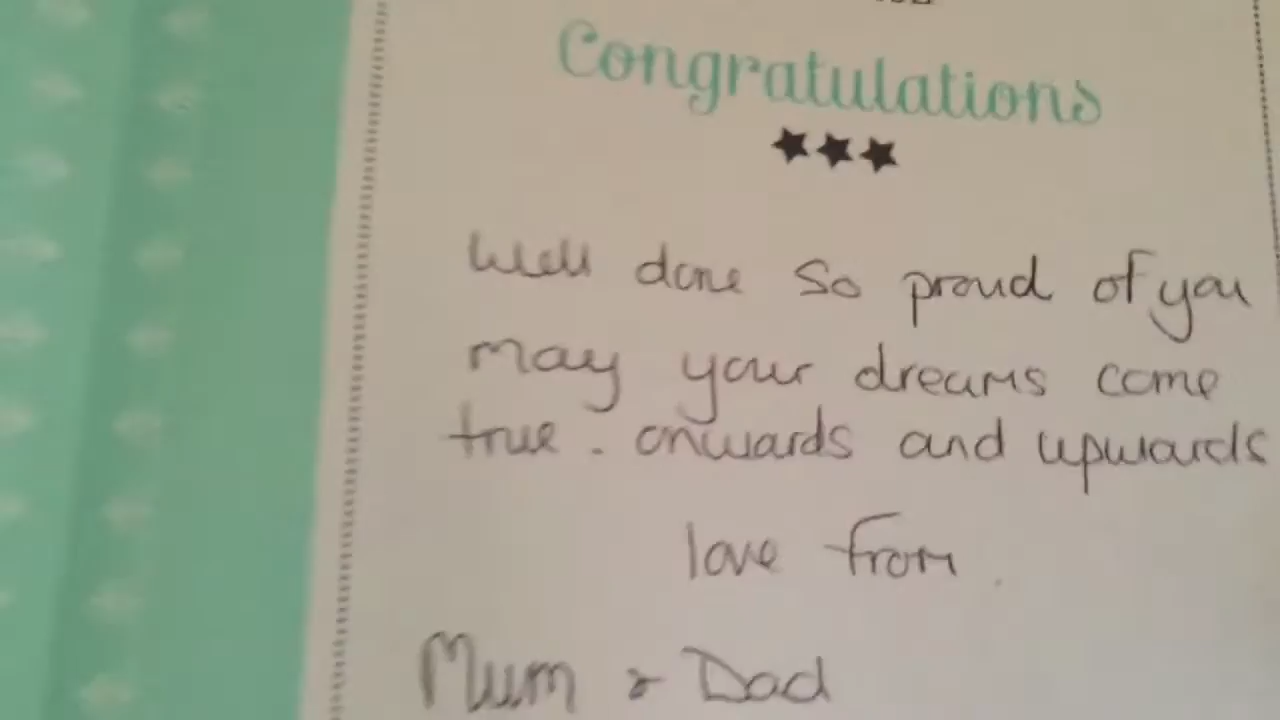 Congratulations
Well done So proud of you
may your dreams come
true. onwards and upwards
love from
Mum & Dad